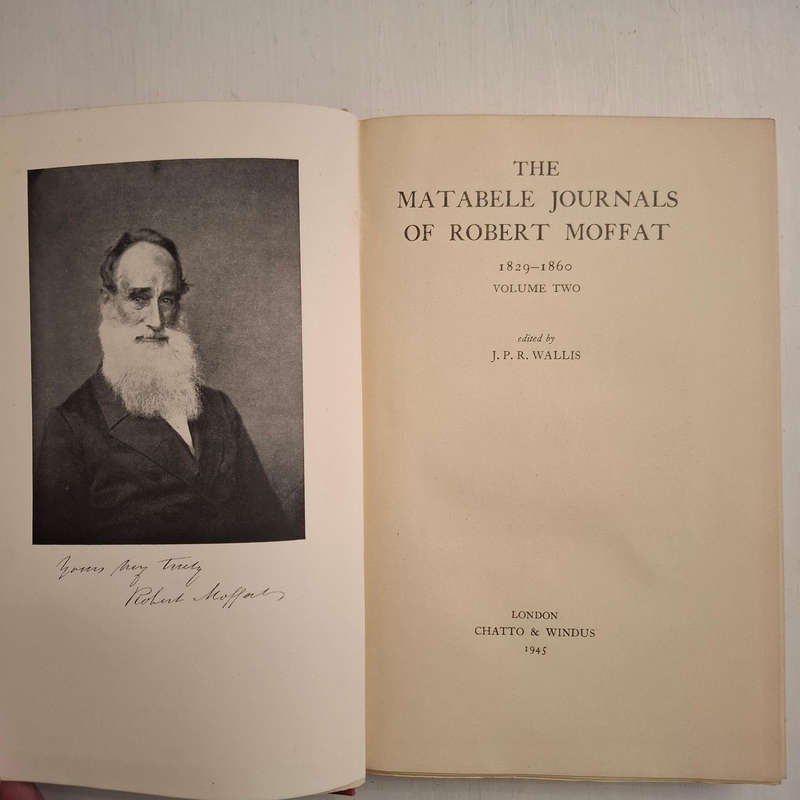 Yours very truly
Robert Moffat
THE
MATABELE JOURNALS
OF ROBERT MOFFAT
1829–1860
VOLUME TWO
edited by
J. P. R. WALLIS
LONDON
CHATTO & WINDUS
1945